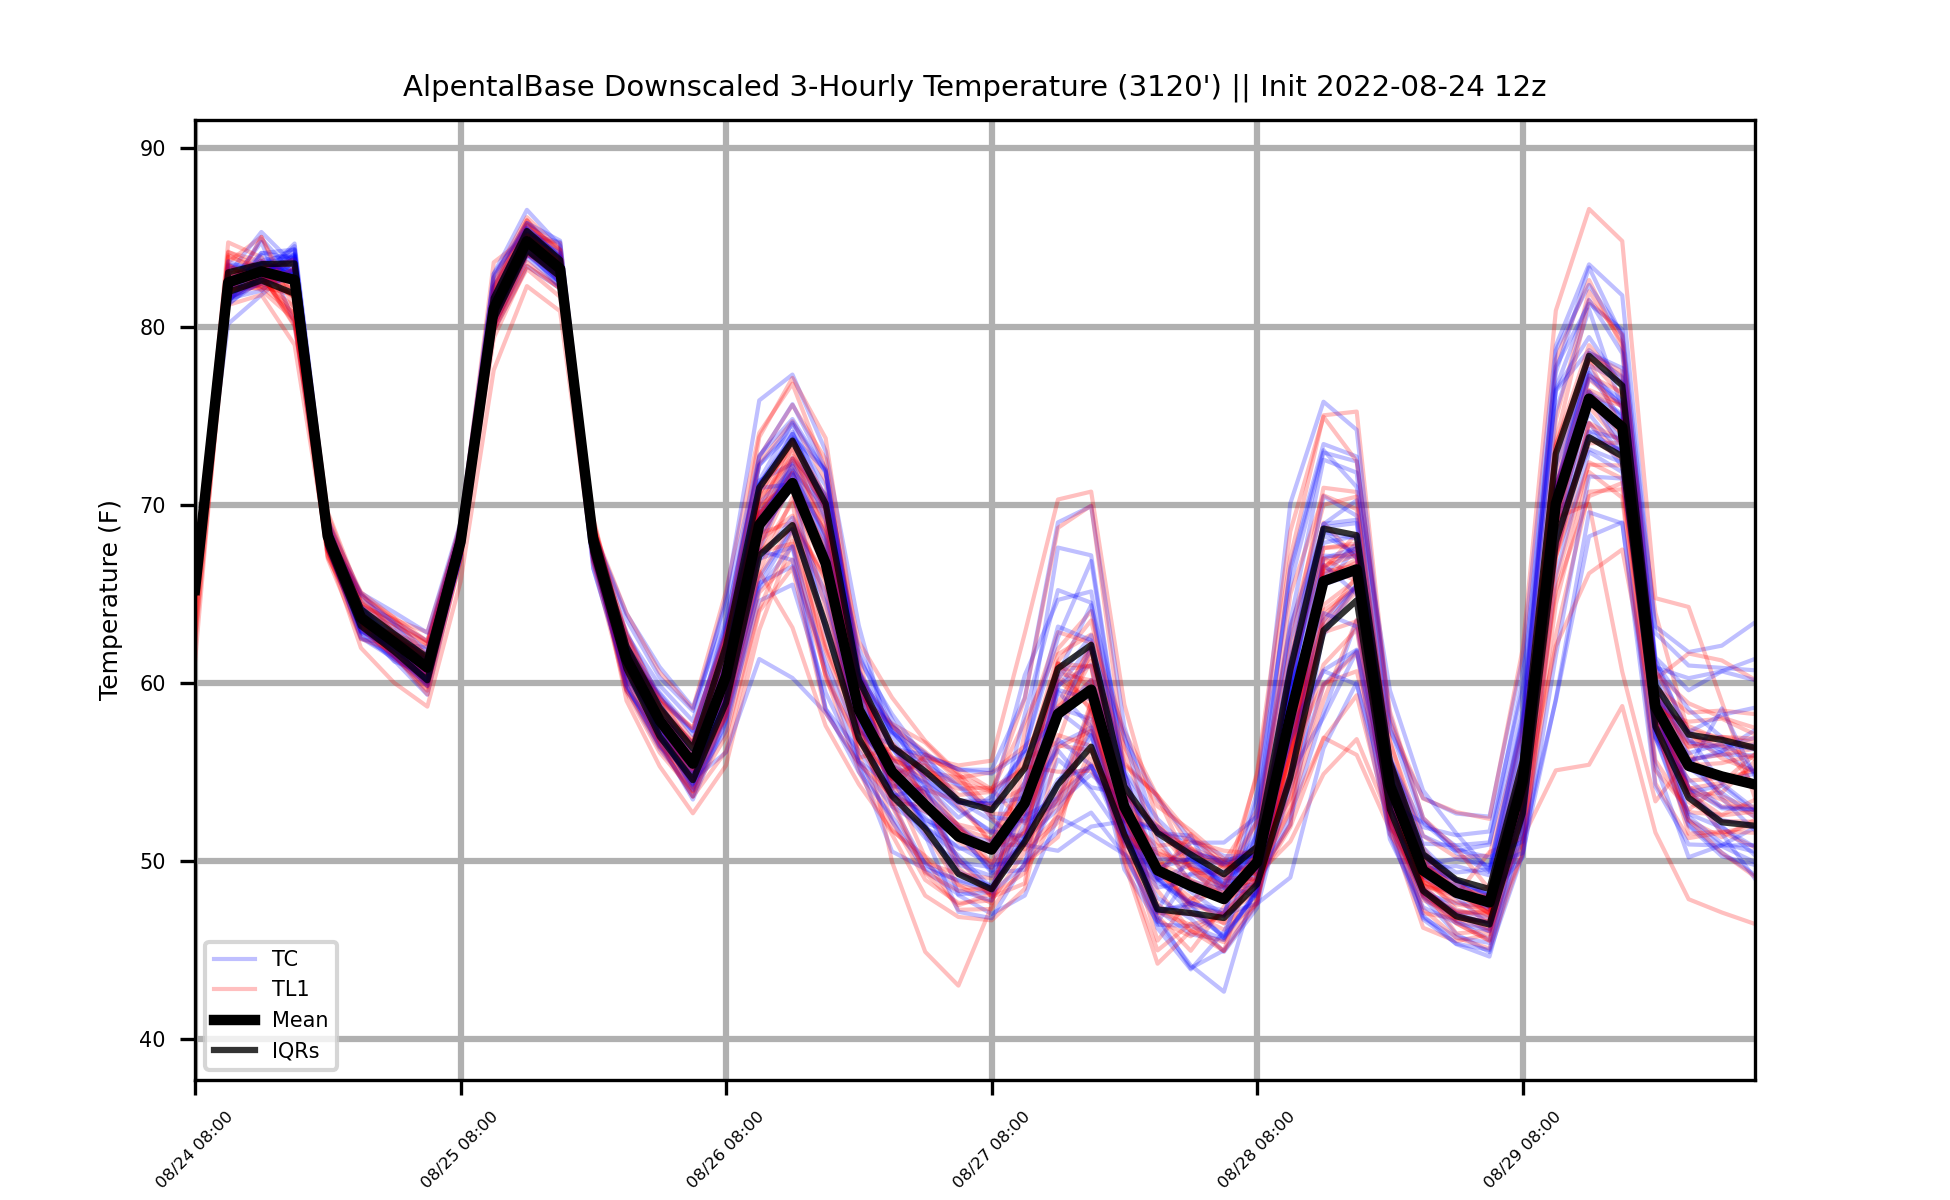 AlpentalBase Downscaled 3-Hourly Temperature (3120') || Init 2022-08-24 12z
Temperature (F)
90
80
70
60
50
40
TC
TL1
Mean
IQRs
08/24 08:00
08/25 08:00
08/26 08:00
08/27 08:00
08/28 08:00
08/29 08:00